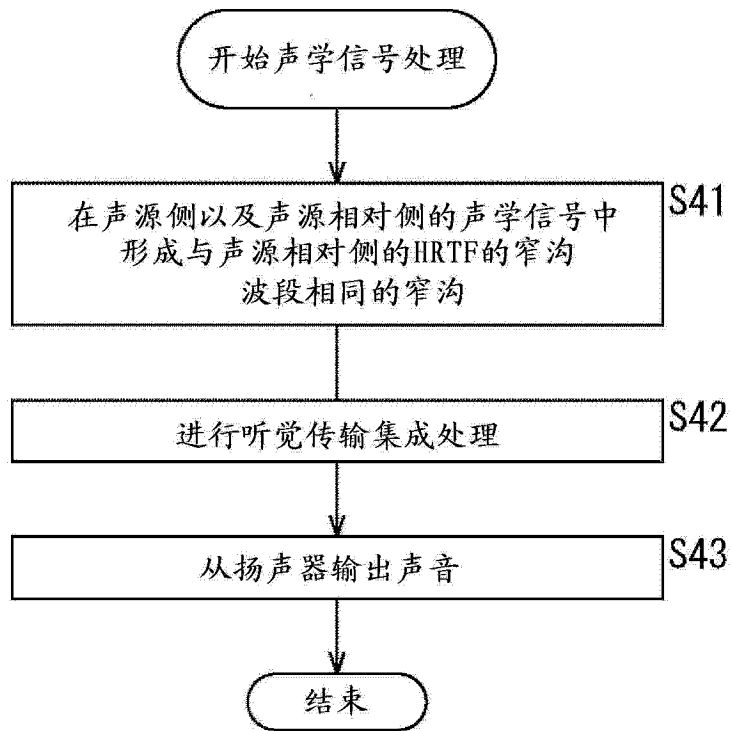 开始声学信号处理
S41
在声源侧以及声源相对侧的声学信号中
形成与声源相对侧的HRTF的窄沟
波段相同的窄沟
S42
进行听觉传输集成处理
S43
从扬声器输出声音
结束